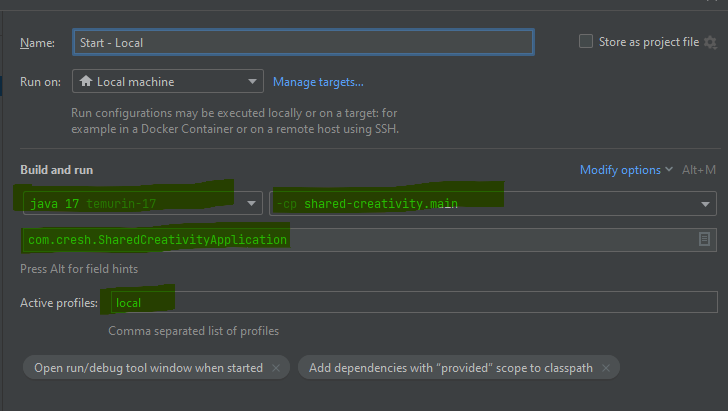 Name: Start - Local Store as project file
Run on: Local machine Manage targets...
Run configurations may be executed locally or on a target: for
example in a Docker Container or on a remote host using SSH.
Build and run Modify options Alt+M
java 17 temurin-17 -cp shared-creativity.main
com.cresh.SharedCreativityApplication
Press Alt for field hints
Active profiles: local
Comma separated list of profiles
Open run/debug tool window when started × Add dependencies with “provided” scope to classpath ×